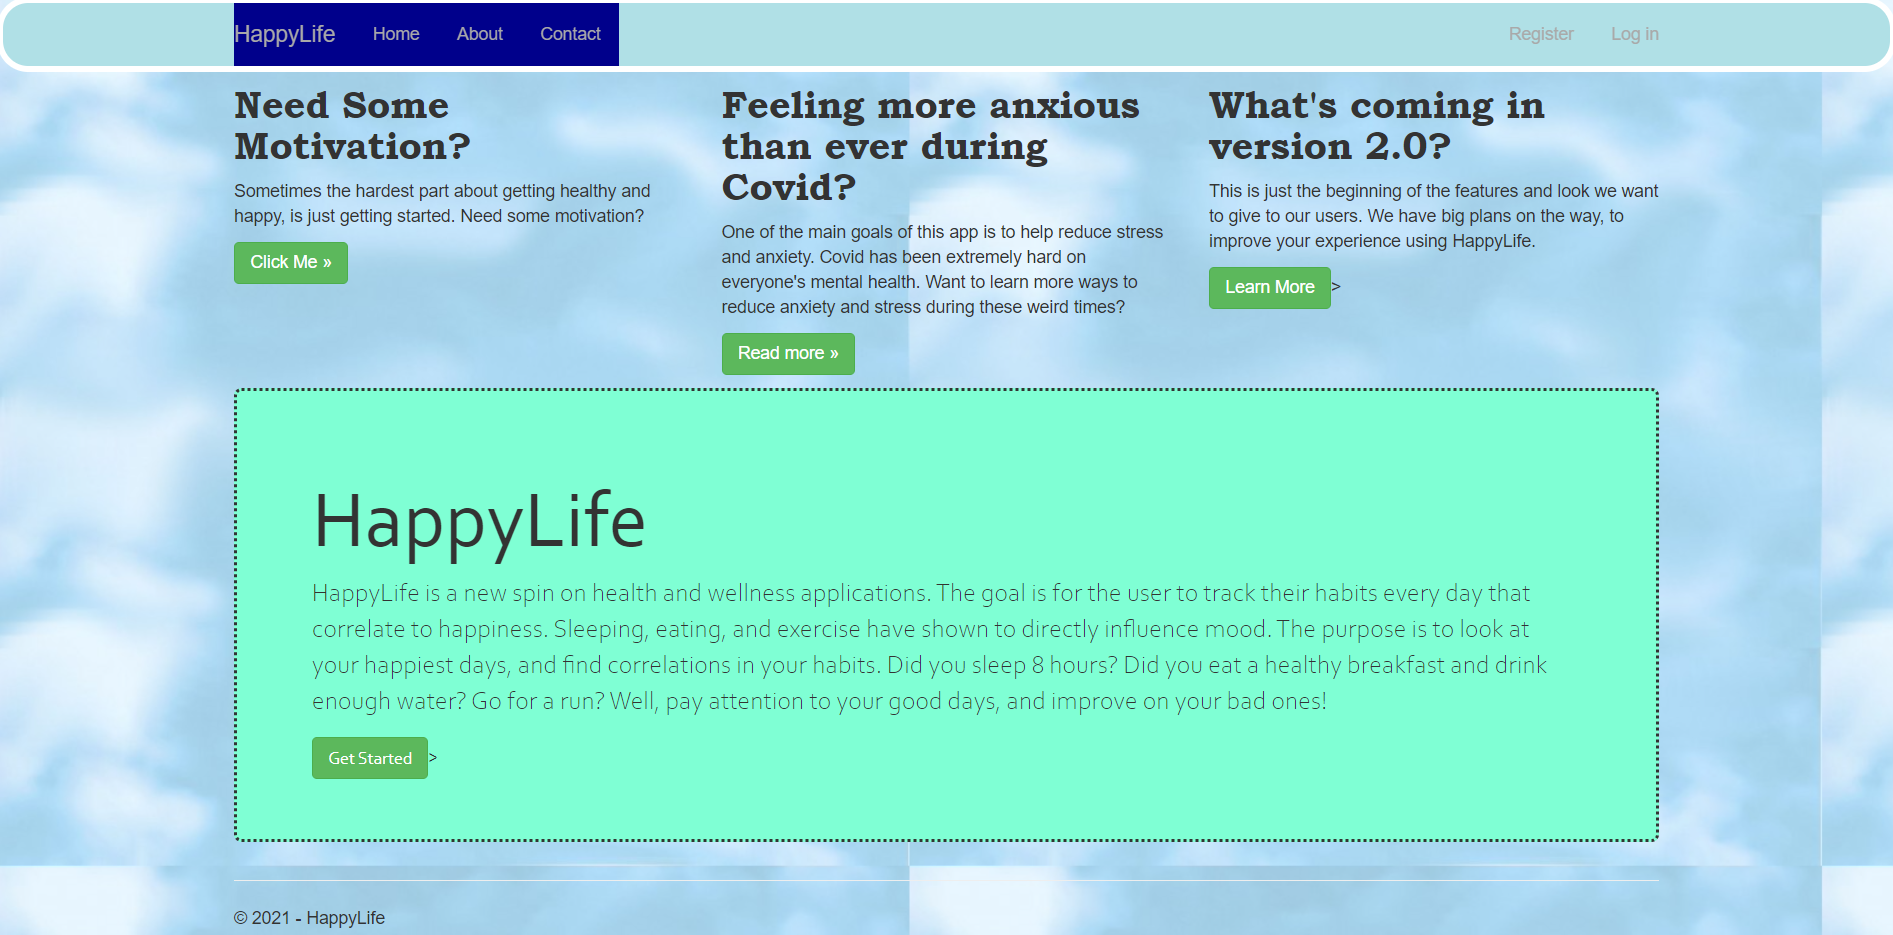 HappyLife Home About Contact Register Log in
Need Some
Motivation?
Sometimes the hardest part about getting healthy and
happy, is just getting started. Need some motivation?
Click Me »
Feeling more anxious
than ever during
Covid?
One of the main goals of this app is to help reduce stress
and anxiety. Covid has been extremely hard on
everyone's mental health. Want to learn more ways to
reduce anxiety and stress during these weird times?
Read more »
What's coming in
version 2.0?
This is just the beginning of the features and look we want
to give to our users. We have big plans on the way, to
improve your experience using HappyLife.
Learn More >
HappyLife
HappyLife is a new spin on health and wellness applications. The goal is for the user to track their habits every day that
correlate to happiness. Sleeping, eating, and exercise have shown to directly influence mood. The purpose is to look at
your happiest days, and find correlations in your habits. Did you sleep 8 hours? Did you eat a healthy breakfast and drink
enough water? Go for a run? Well, pay attention to your good days, and improve on your bad ones!
Get Started >
© 2021 - HappyLife